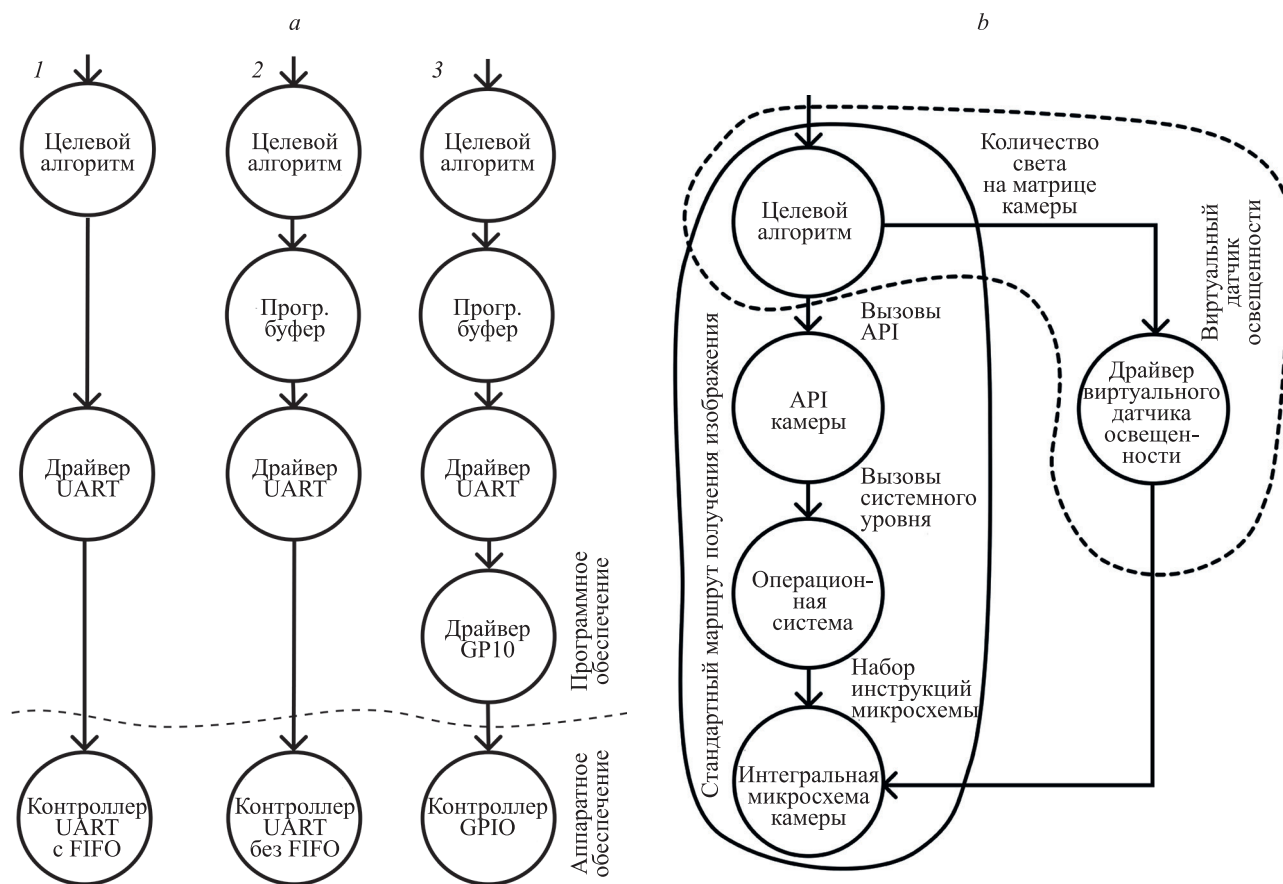 a
1
Целевой
алгоритм
Драйвер
UART
Контроллер
UART
с FIFO
2
Целевой
алгоритм
Прогр.
буфер
Драйвер
UART
Контроллер
UART
без FIFO
3
Целевой
алгоритм
Прогр.
буфер
Драйвер
UART
Драйвер
GP10
Контроллер
GPIO
Программное
обеспечение
Аппаратное
обеспечение
b
Стандартный маршрут получения изображения
Целевой
алгоритм
Вызовы
API
API
камеры
Вызовы
системного
уровня
Операцион-
ная
система
Набор
инструкций
микросхемы
Интегральная
микросхема
камеры
Количество
света
на матрице
камеры
Виртуальный
датчик
освещенности
Драйвер
виртуального
датчика
освещен-
ности